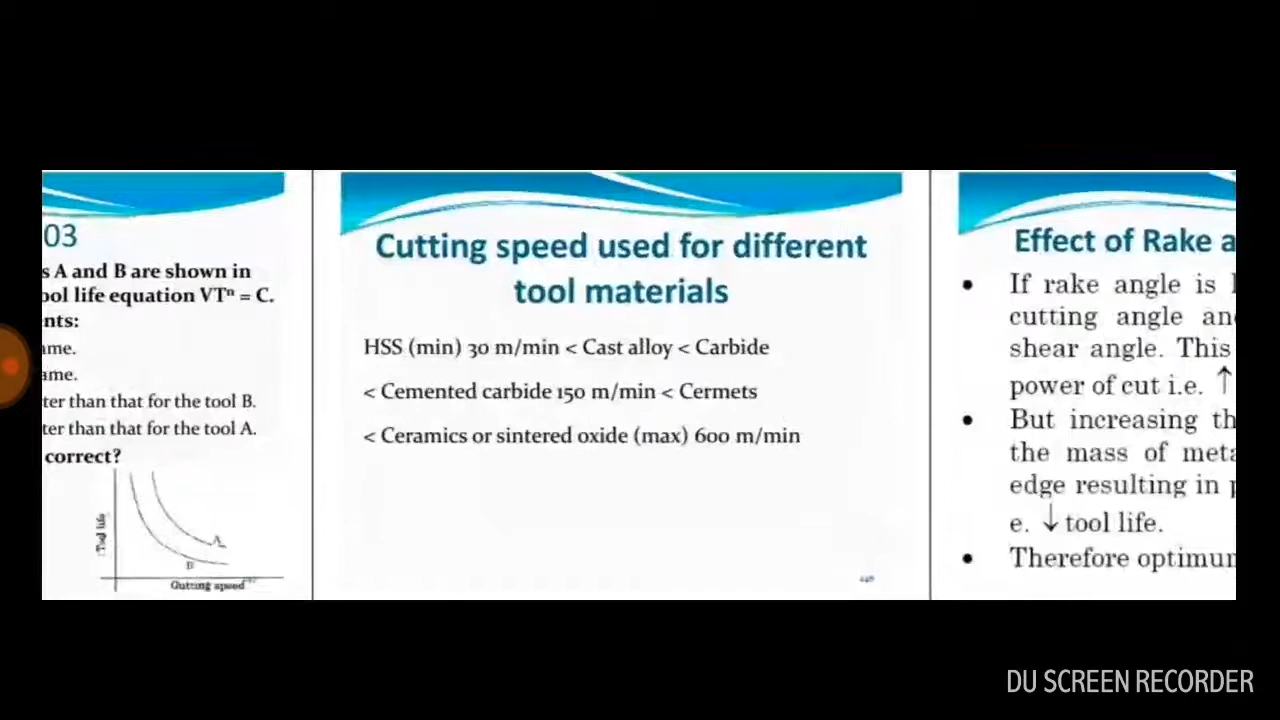 03
s A and B are shown in
ool life equation VTⁿ = C.
nts:
ame.
ame.
ter than that for the tool B.
ter than that for the tool A.
correct?
Tool life
A
B
Cutting speed
Cutting speed used for different
tool materials
HSS (min) 30 m/min < Cast alloy < Carbide
< Cemented carbide 150 m/min < Cermets
< Ceramics or sintered oxide (max) 600 m/min
Effect of Rake a
• If rake angle is
cutting angle and
shear angle. This
power of cut i.e. ↑
• But increasing th
the mass of meta
edge resulting in p
e. ↓ tool life.
• Therefore optimum
DU SCREEN RECORDER